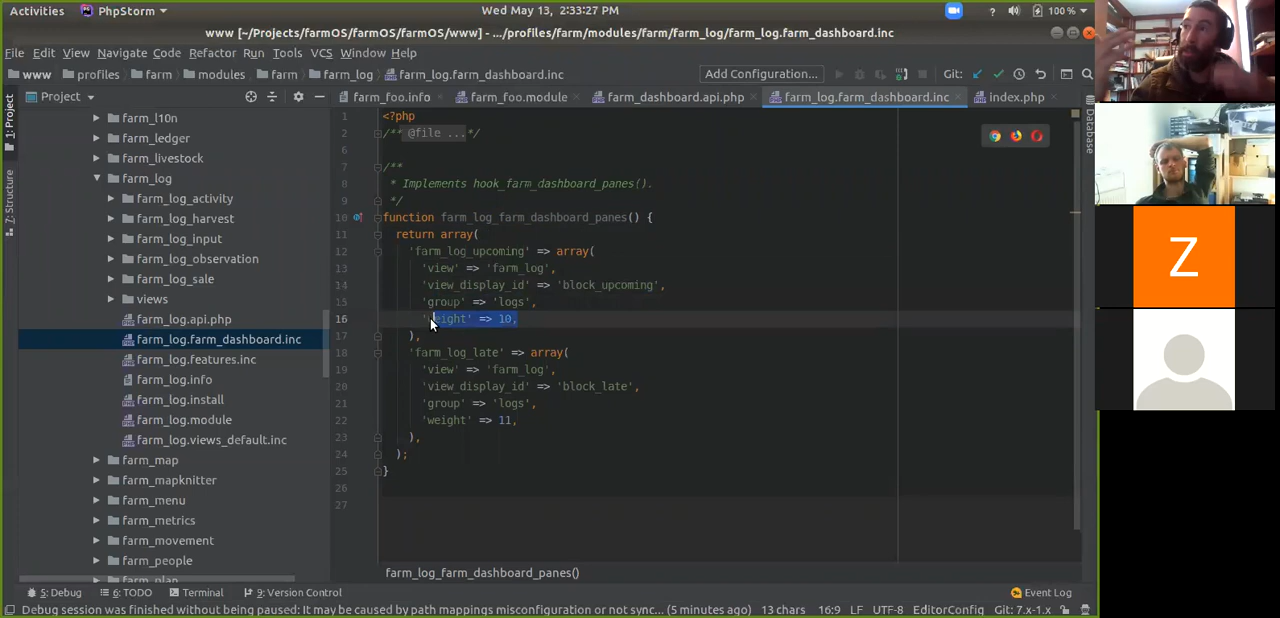 Activities PhpStorm Wed May 13, 2:33:27 PM ? 100 %
www [~/Projects/farmOS/farmOS/www] - .../profiles/farm/modules/farm/farm_log/farm_log.farm_dashboard.inc
File Edit View Navigate Code Refactor Run Tools VCS Window Help
www profiles farm modules farm farm_log farm_log.farm_dashboard.inc Add Configuration... Git:
Project farm_foo.info farm_foo.module farm_dashboard.api.php farm_log.farm_dashboard.inc index.php
1: Project
7: Structure
Database
farm_l10n
farm_ledger
farm_livestock
farm_log
farm_log_activity
farm_log_harvest
farm_log_input
farm_log_observation
farm_log_sale
views
farm_log.api.php
farm_log.farm_dashboard.inc
farm_log.features.inc
farm_log.info
farm_log.install
farm_log.module
farm_log.views_default.inc
farm_map
farm_mapknitter
farm_menu
farm_metrics
farm_movement
farm_people
farm_plan
1 <?php
2 /** @file ...*/
6
7 /**
8 * Implements hook_farm_dashboard_panes().
9 */
10 function farm_log_farm_dashboard_panes() {
11 return array(
12 'farm_log_upcoming' => array(
13 'view' => 'farm_log',
14 'view_display_id' => 'block_upcoming',
15 'group' => 'logs',
16 'weight' => 10,
17 ),
18 'farm_log_late' => array(
19 'view' => 'farm_log',
20 'view_display_id' => 'block_late',
21 'group' => 'logs',
22 'weight' => 11,
23 ),
24 );
25 }
26
27
farm_log_farm_dashboard_panes()
5: Debug 6: TODO Terminal 9: Version Control Event Log
Debug session was finished without being paused: It may be caused by path mappings misconfiguration or not sync... (5 minutes ago) 13 chars 16:9 LF UTF-8 EditorConfig Git: 7.x-1.x
Z